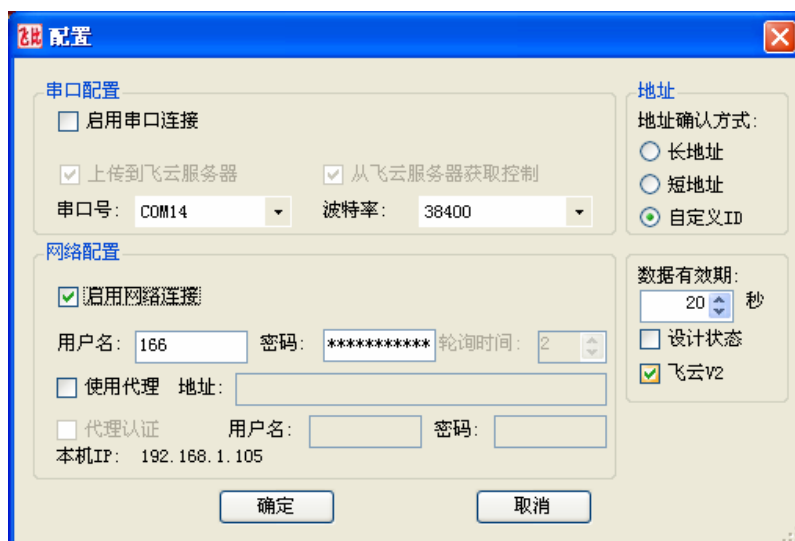 飞比 配置
串口配置
启用串口连接
上传到飞云服务器 从飞云服务器获取控制
串口号: COM14 波特率: 38400
网络配置
启用网络连接
用户名: 166 密码: *********** 轮询时间: 2
使用代理 地址:
代理认证 用户名: 密码:
本机IP: 192.168.1.105
地址
地址确认方式:
长地址
短地址
自定义ID
数据有效期:
20 秒
设计状态
飞云V2
确定 取消